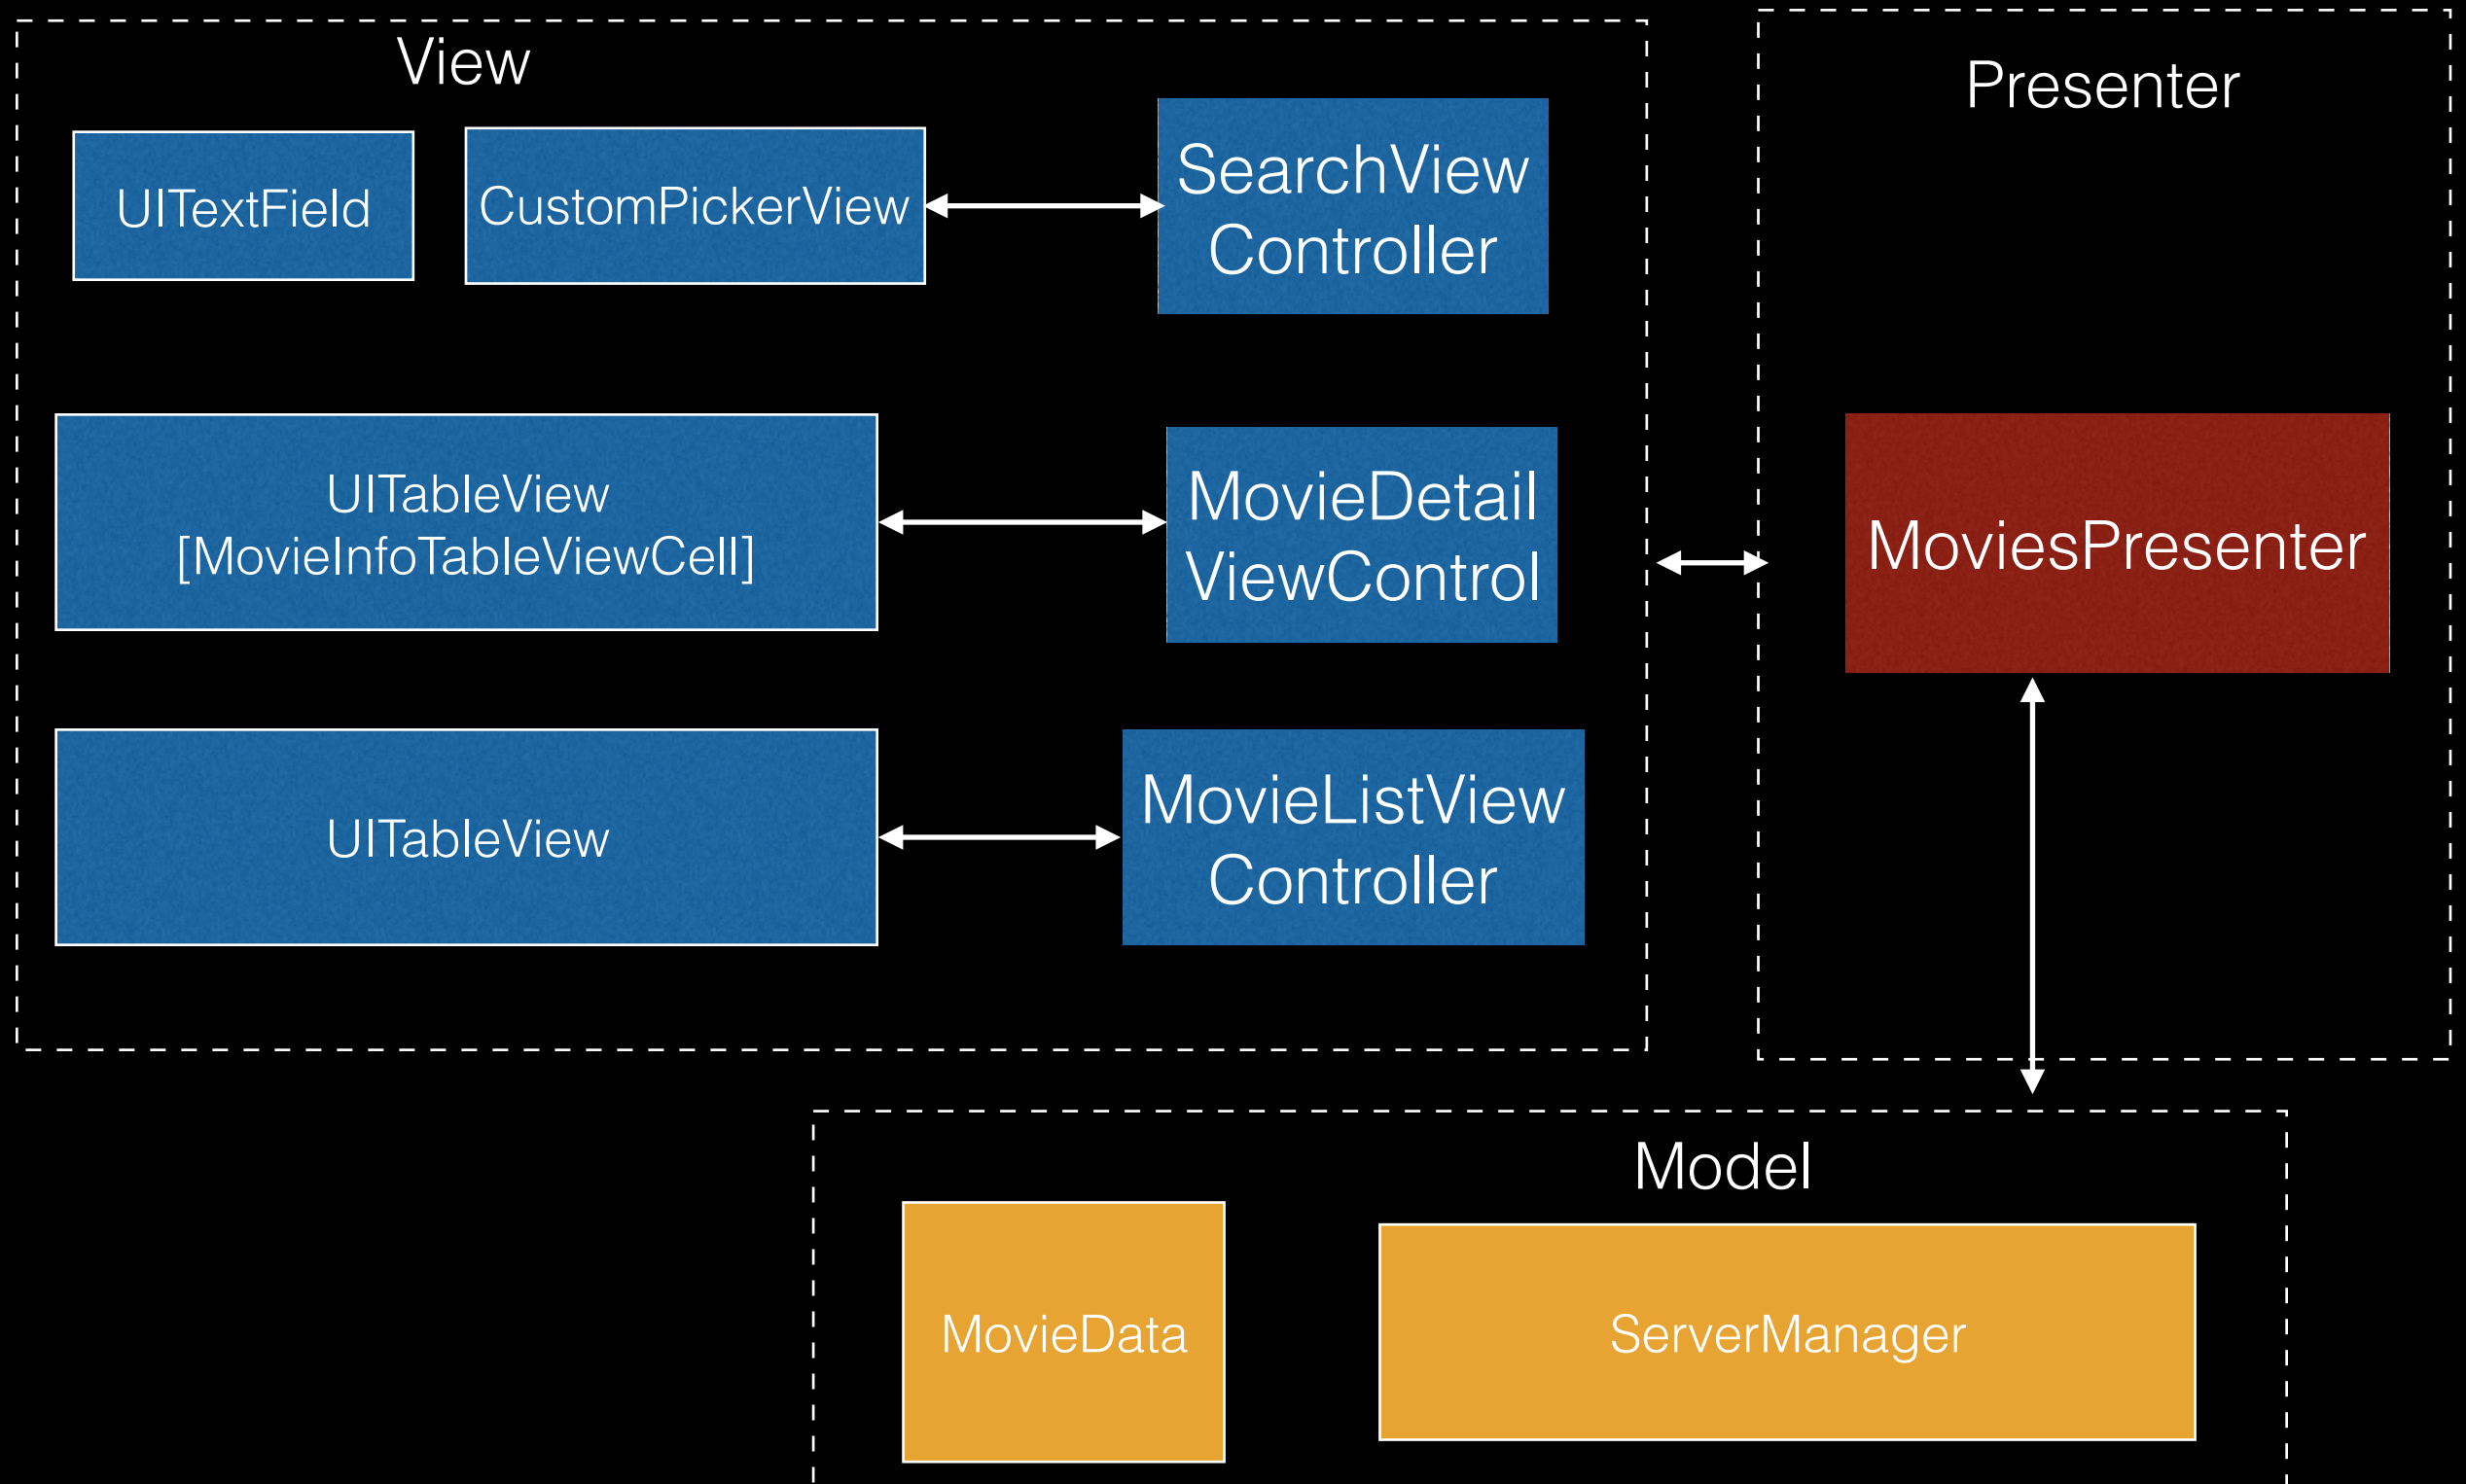 View
Presenter
UITextField
CustomPickerView
SearchView
Controller
UITableView
[MovieInfoTableViewCell]
MovieDetail
ViewControl
MoviesPresenter
UITableView
MovieListView
Controller
Model
MovieData
ServerManager